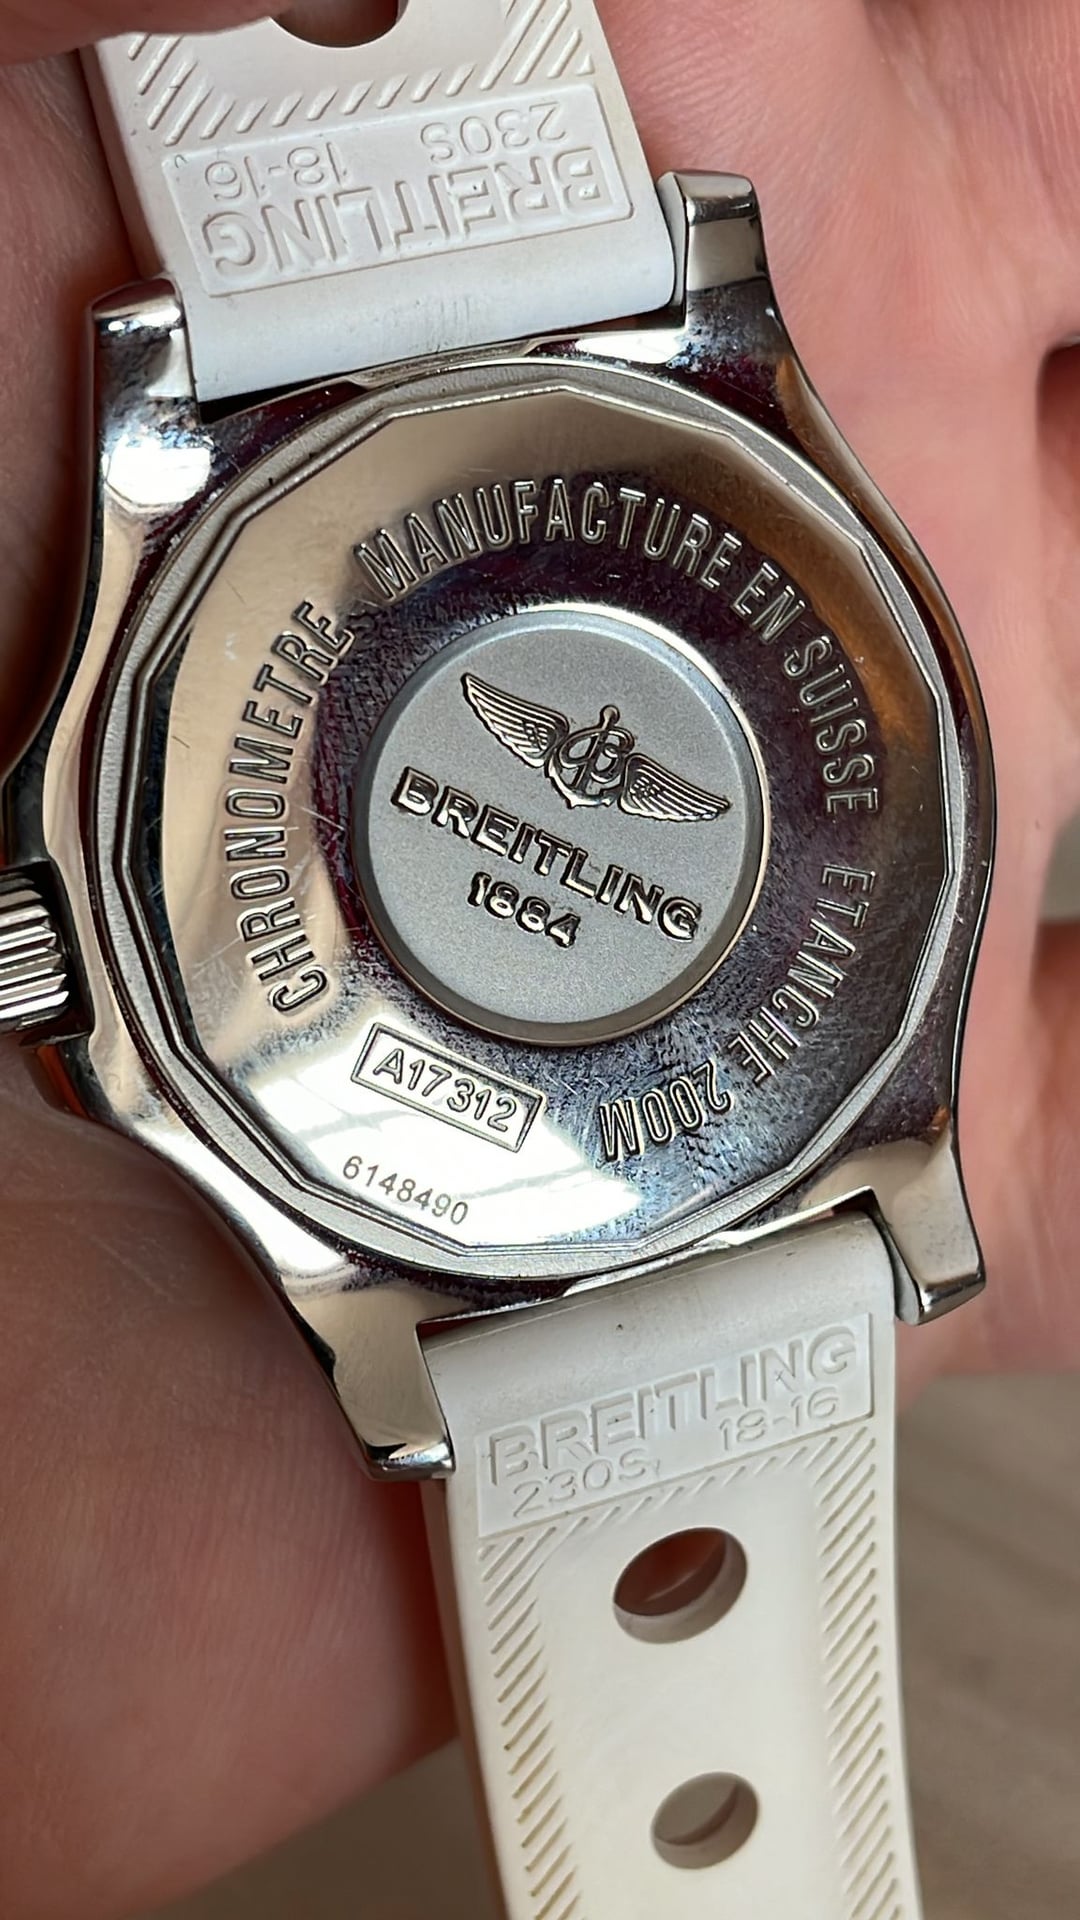 BREITLING
230S 18-16
CHRONOMETRE MANUFACTURE EN SUISSE ETANCHE 200M
BREITLING
1884
A17312
6148490
BREITLING
230S 18-16